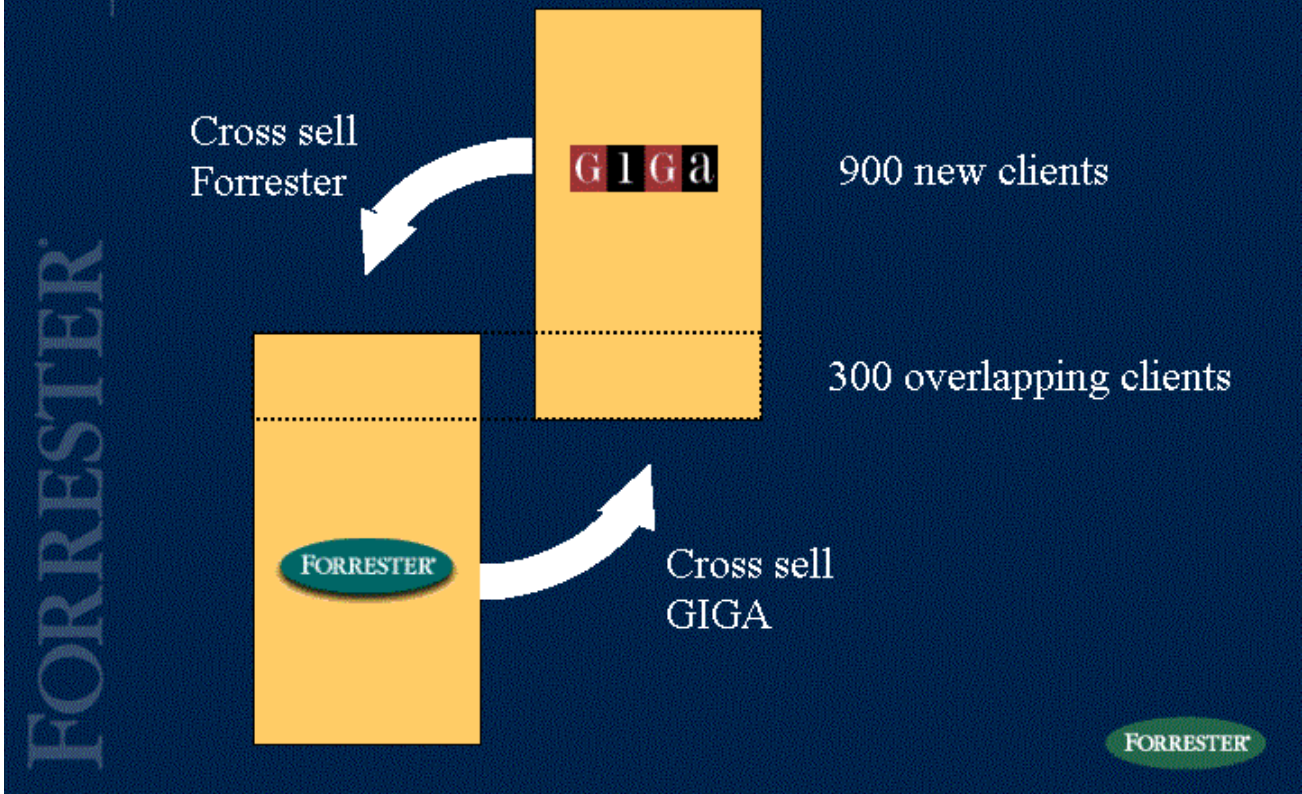 Cross sell
Forrester
GIGa
900 new clients
300 overlapping clients
FORRESTER
Cross sell
GIGA
FORRESTER
FORRESTER